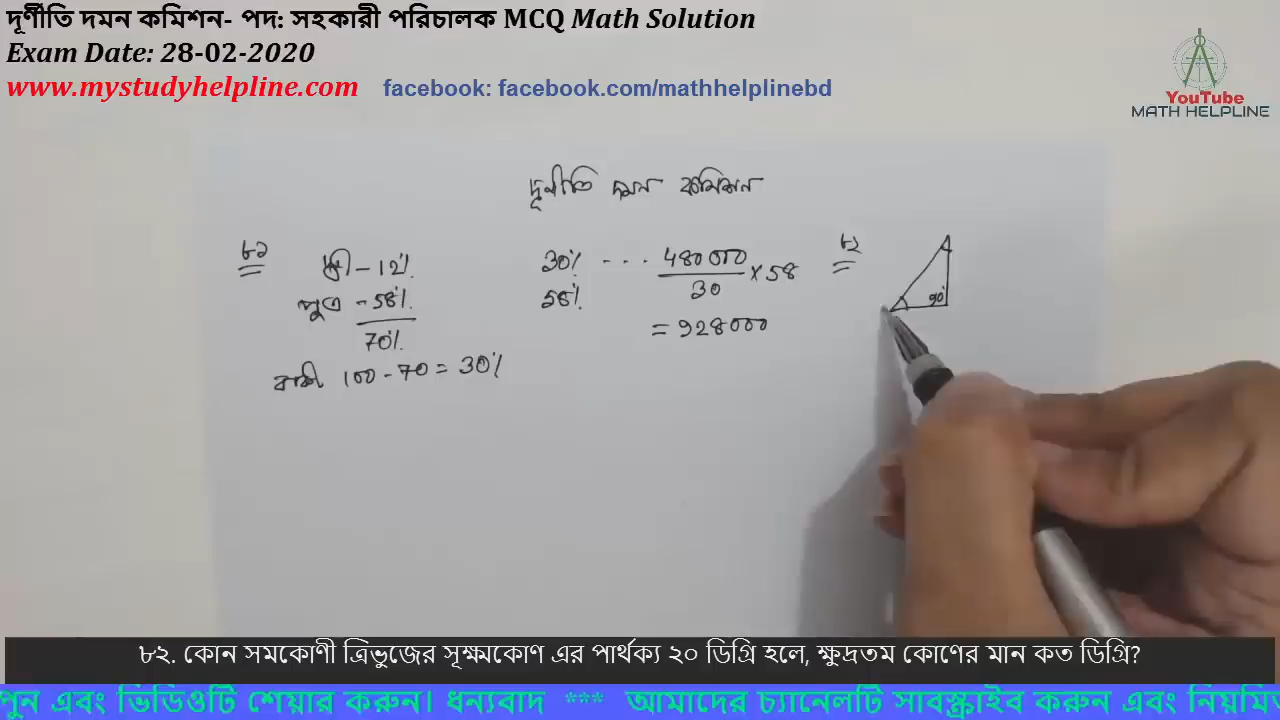 দূর্ণীতি দমন কমিশন- পদ: সহকারী পরিচালক MCQ Math Solution
Exam Date: 28-02-2020
www.mystudyhelpline.com facebook: facebook.com/mathhelplinebd
YouTube
MATH HELPLINE
দূর্নীতি দমন কমিশন
৮১
স্ত্রী - 12%
পুত্র - 58%
70%
বাকী 100 - 70 = 30%
30% ... 480000
30 × 58
58%
= 928000
৮২
90°
৮২. কোন সমকোণী ত্রিভুজের সূক্ষ্মকোণ এর পার্থক্য ২০ ডিগ্রি হলে, ক্ষুদ্রতম কোণের মান কত ডিগ্রি?
পুন এবং ভিডিওটি শেয়ার করুন। ধন্যবাদ *** আমাদের চ্যানেলটি সাবস্ক্রাইব করুন এবং নিয়মিত